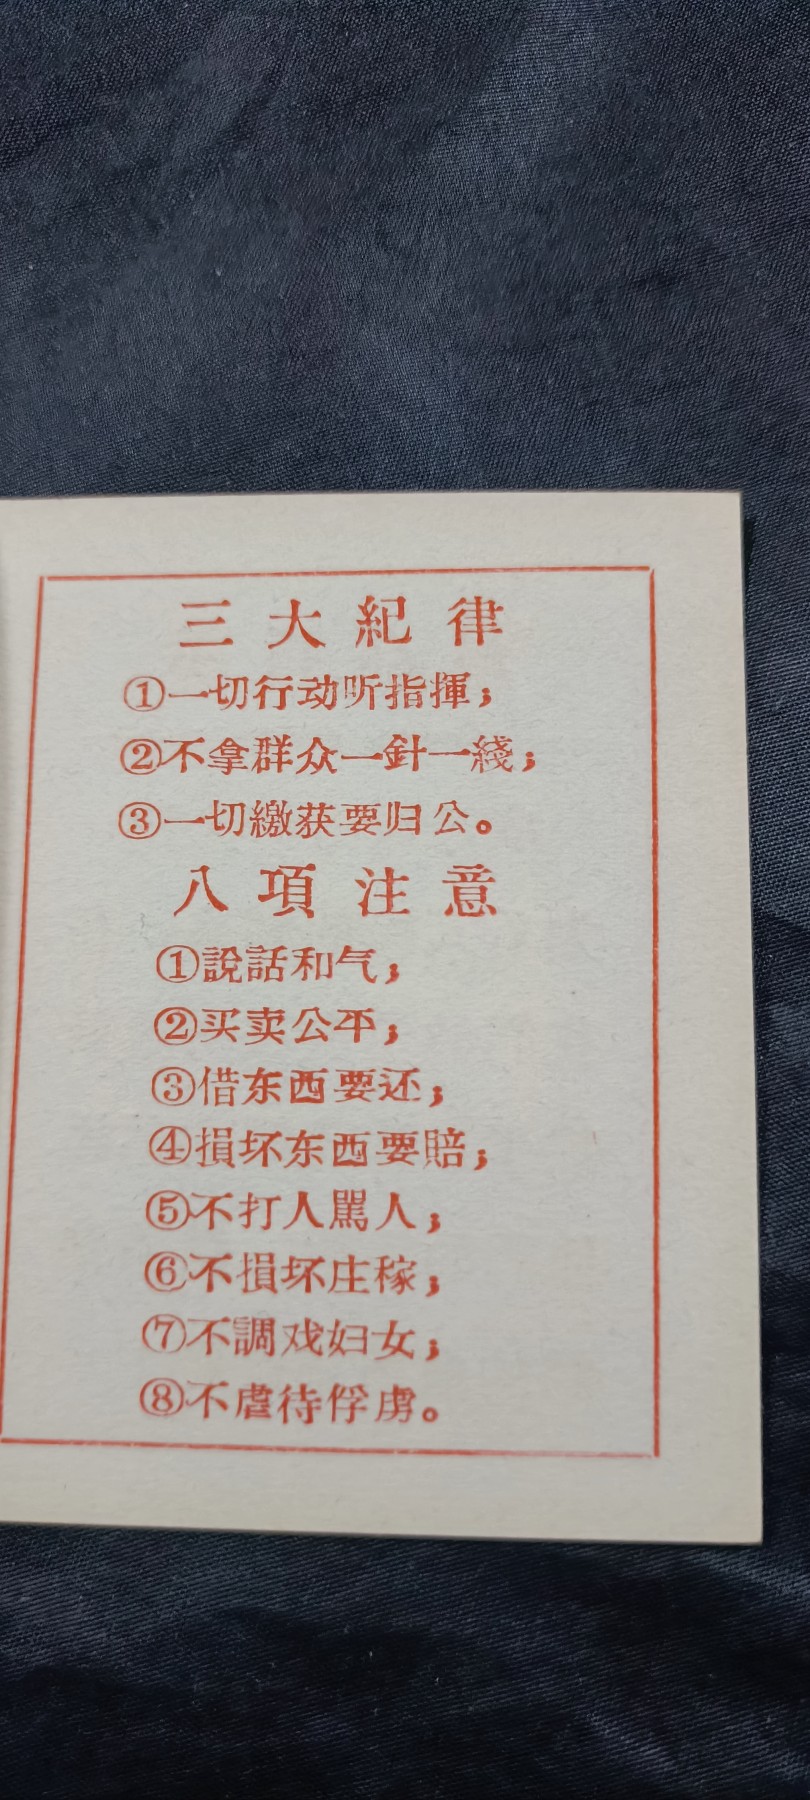 三大紀律
①一切行动听指揮；
②不拿群众一針一綫；
③一切繳获要归公。
八項注意
①說話和气；
②买卖公平；
③借东西要还；
④損坏东西要賠；
⑤不打人駡人；
⑥不損坏庄稼；
⑦不調戏妇女；
⑧不虐待俘虏。